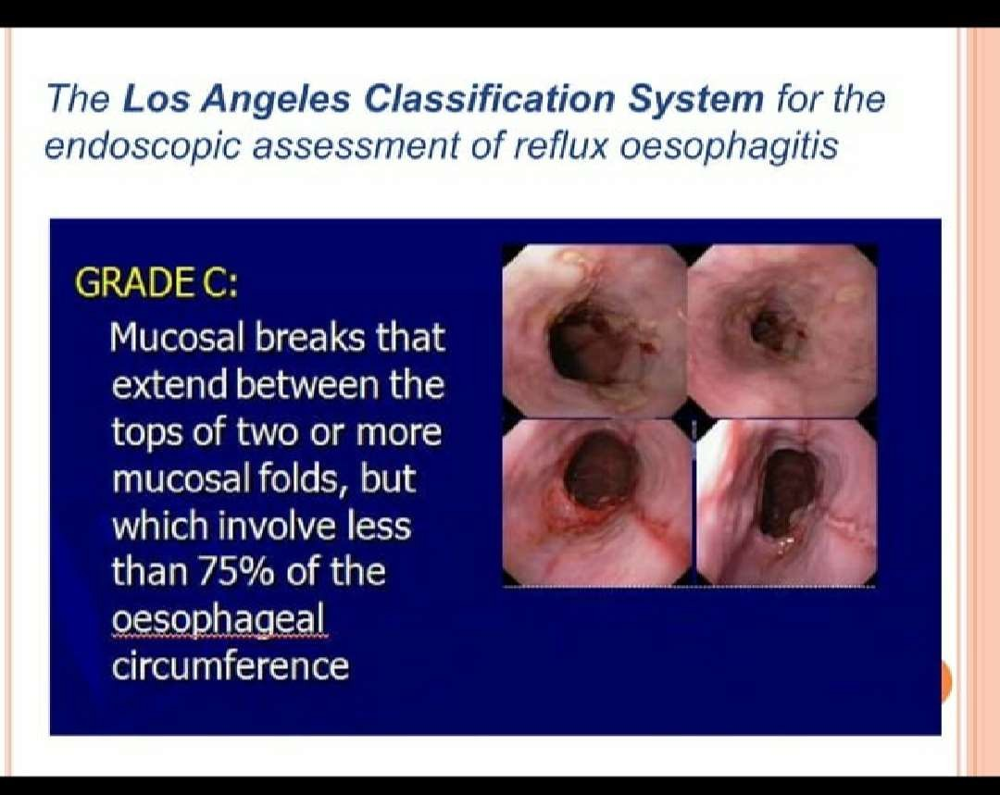 The Los Angeles Classification System for the
endoscopic assessment of reflux oesophagitis
GRADE C:
Mucosal breaks that
extend between the
tops of two or more
mucosal folds, but
which involve less
than 75% of the
oesophageal
circumference